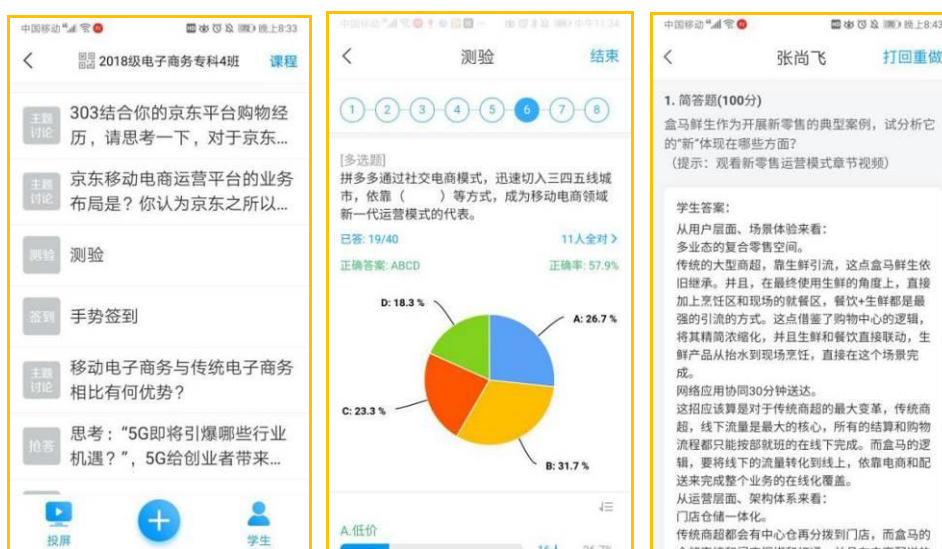 中国移动
晚上8:33
2018级电子商务专科4班
课程
主题
讨论
303结合你的京东平台购物经
历，请思考一下，对于京东...
主题
讨论
京东移动电商运营平台的业务
布局是？你认为京东之所以...
测验
测验
签到
手势签到
主题
讨论
移动电子商务与传统电子商务
相比有何优势？
抢答
思考：“5G即将引爆哪些行业
机遇？”，5G给创业者带来...
投屏
学生
中国移动
中午11:34
测验
结束
1
2
3
4
5
6
7
8
[多选题]
拼多多通过社交电商模式，迅速切入三四五线城
市，依靠（　　）等方式，成为移动电商领域
新一代运营模式的代表。
已答: 19/40
11人全对
正确答案: ABCD
正确率: 57.9%
D: 18.3 %
A: 26.7 %
C: 23.3 %
B: 31.7 %
A.低价
16人
26.7%
中国移动
晚上8:43
张尚飞
打回重做
1. 简答题(100分)
盒马鲜生作为开展新零售的典型案例，试分析它
的“新”体现在哪些方面？
（提示：观看新零售运营模式章节视频）
学生答案：
从用户层面、场景体验来看：
多业态的复合零售空间。
传统的大型商超，靠生鲜引流，这点盒马鲜生依
旧继承。并且，在最终使用生鲜的角度上，直接
加上烹饪区和现场的就餐区，餐饮+生鲜都是最
强的引流的方式。这点借鉴了购物中心的逻辑，
将其精简浓缩化，并且生鲜和餐饮直接联动，生
鲜产品从抬水到现场烹饪，直接在这个场景完
成。
网络应用协同30分钟送达。
这招应该算是对于传统商超的最大变革，传统商
超，线下流量是最大的核心，所有的结算和购物
流程都只能按部就班的在线下完成。而盒马的逻
辑，要将线下的流量转化到线上，依靠电商和配
送来完成整个业务的在线化覆盖。
从运营层面、架构体系来看：
门店仓储一体化。
传统商超都会有中心仓再分拨到门店，而盒马的